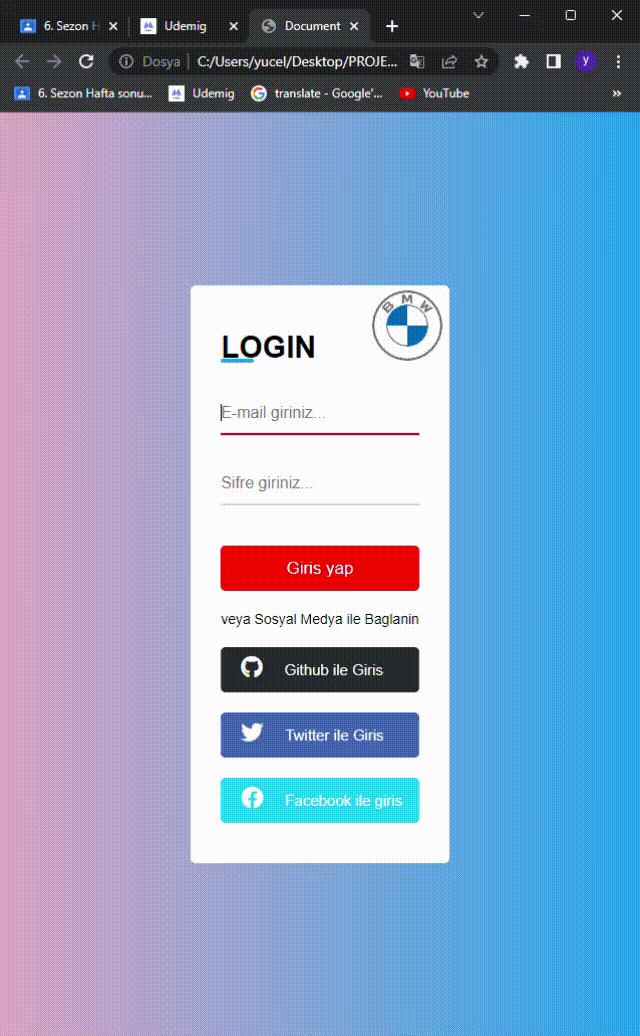 6. Sezon H
Udemig
Document
Dosya
C:/Users/yucel/Desktop/PROJE...
y
6. Sezon Hafta sonu...
Udemig
translate - Google'...
YouTube
»
BMW
LOGIN
E-mail giriniz...
Sifre giriniz...
Giris yap
veya Sosyal Medya ile Baglanin
Github ile Giris
Twitter ile Giris
Facebook ile giris